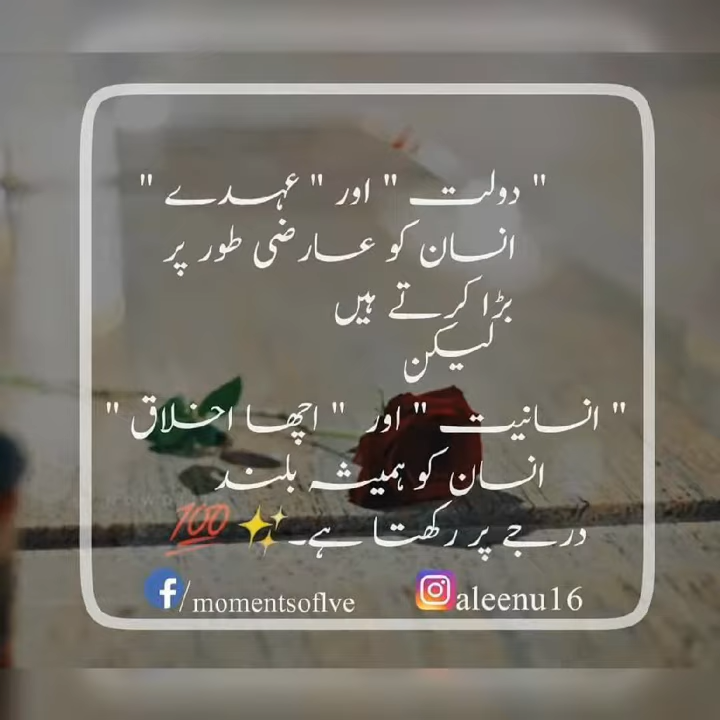 " دولت " اور " عہدے "
انسان کو عارضی طور پر
بڑا کرتے ہیں
لیکن
" انسانیت " اور " اچھا اخلاق "
انسان کو ہمیشہ بلند
درجے پر رکھتا ہے۔✨💯
f/momentsoflve
aleenu16